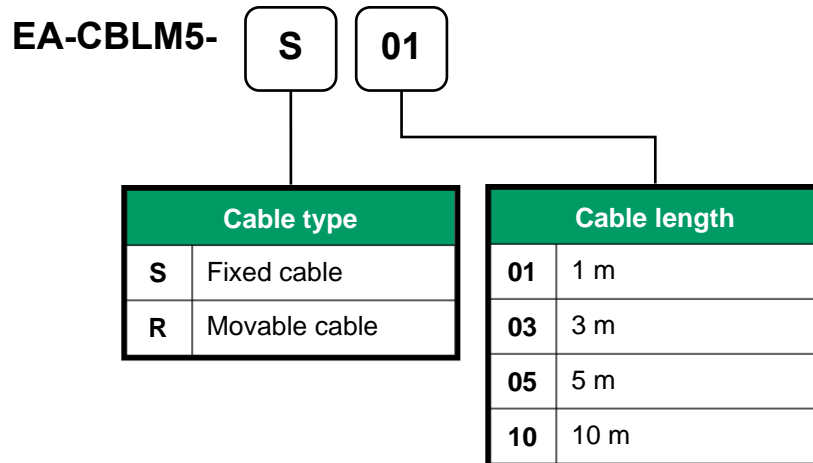 EA-CBLM5- S 01
Cable type
S Fixed cable
R Movable cable
Cable length
01 1 m
03 3 m
05 5 m
10 10 m